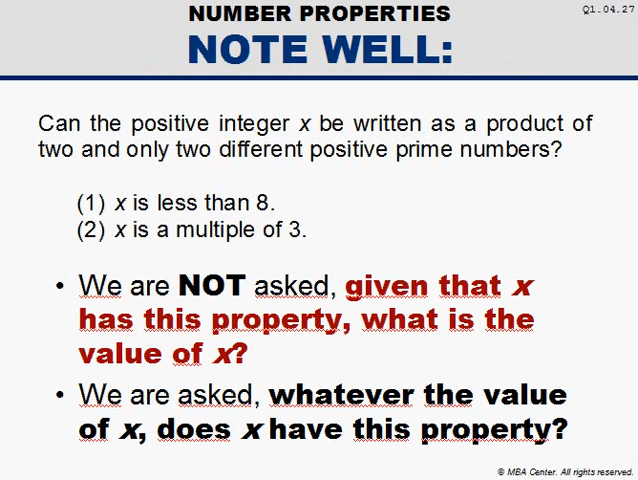 NUMBER PROPERTIES
Q1.04.27
NOTE WELL:
Can the positive integer x be written as a product of
two and only two different positive prime numbers?
(1) x is less than 8.
(2) x is a multiple of 3.
• We are NOT asked, given that x
has this property, what is the
value of x?
• We are asked, whatever the value
of x, does x have this property?
© MBA Center. All rights reserved.